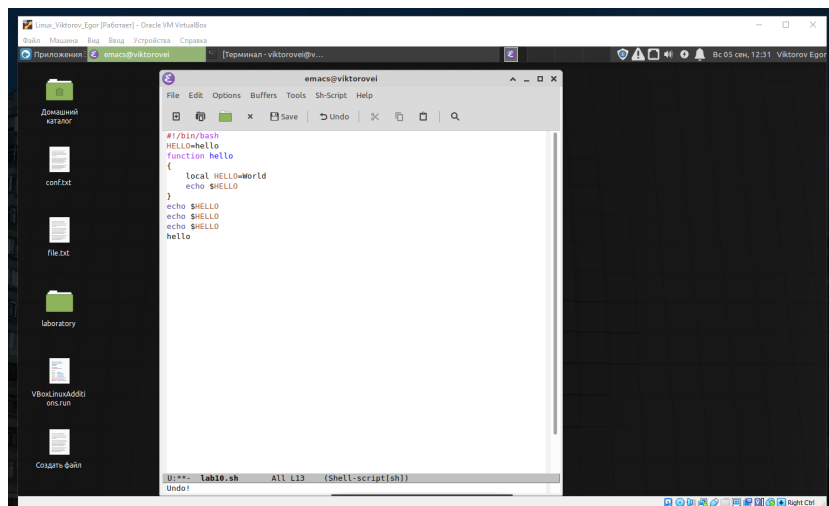 Linux_Viktorov_Egor [Работает] - Oracle VM VirtualBox
Файл Машина Вид Ввод Устройства Справка
Приложения emacs@viktorovei [Терминал - viktorovei@v... Вс 05 сен, 12:31 Viktorov Egor
Домашний каталог
conf.txt
file.txt
laboratory
VBoxLinuxAdditi
ons.run
Создать файл
emacs@viktorovei
File Edit Options Buffers Tools Sh-Script Help
Save Undo
#!/bin/bash
HELLO=hello
function hello
{
local HELLO=World
echo $HELLO
}
echo $HELLO
echo $HELLO
echo $HELLO
hello
U:**- lab10.sh All L13 (Shell-script[sh])
Undo!
Right Ctrl